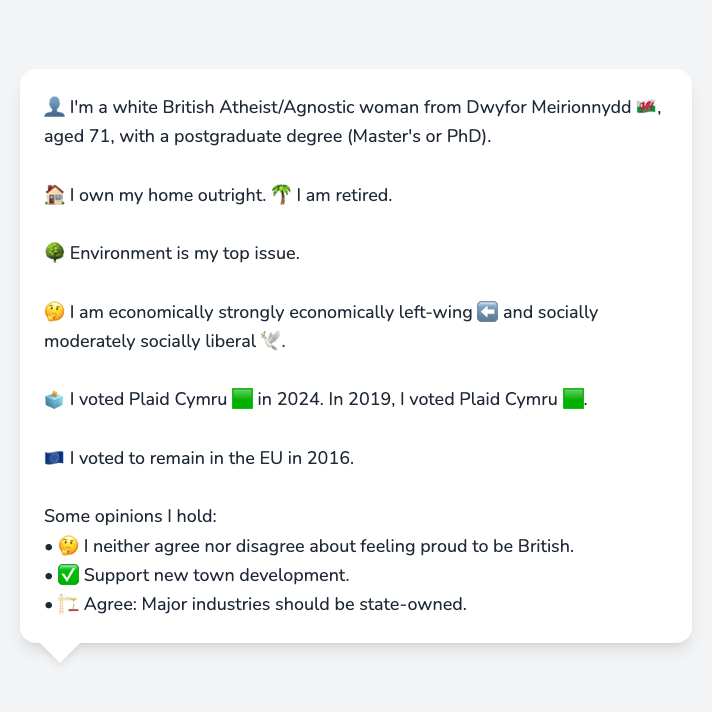 👤 I'm a white British Atheist/Agnostic woman from Dwyfor Meirionnydd 🏴󠁧󠁢󠁷󠁬󠁳󠁿,
aged 71, with a postgraduate degree (Master's or PhD).
🏠 I own my home outright. 🌴 I am retired.
🌳 Environment is my top issue.
🤔 I am economically strongly economically left-wing ⬅️ and socially
moderately socially liberal 🕊️.
🗳️ I voted Plaid Cymru 🟩 in 2024. In 2019, I voted Plaid Cymru 🟩.
🇪🇺 I voted to remain in the EU in 2016.
Some opinions I hold:
• 🤔 I neither agree nor disagree about feeling proud to be British.
• ✅ Support new town development.
• 🏗️ Agree: Major industries should be state-owned.